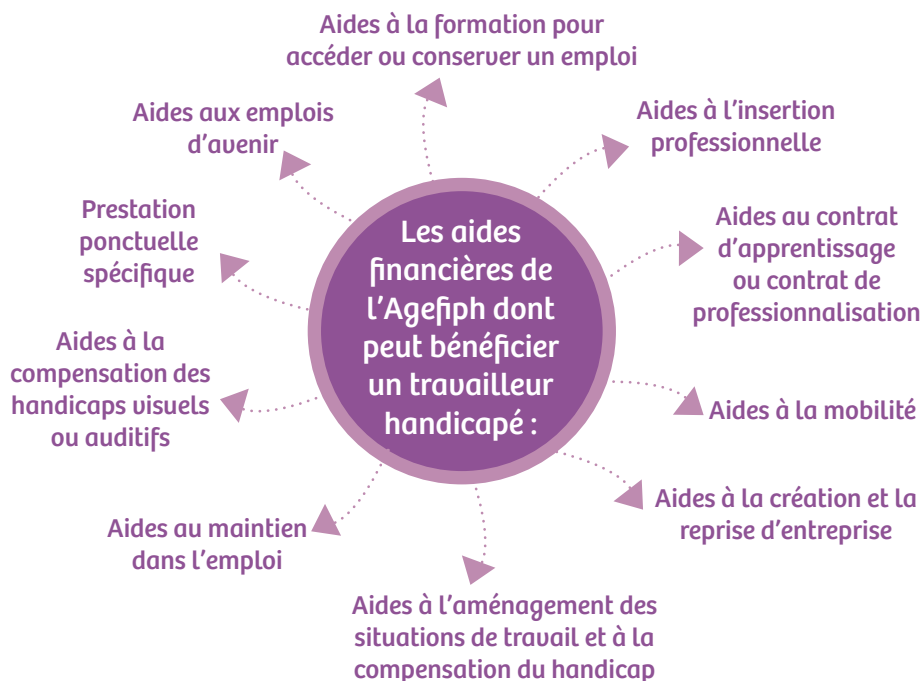 Les aides
financières de
l'Agefiph dont
peut bénéficier
un travailleur
handicapé :
Aides à la formation pour
accéder ou conserver un emploi
Aides à l'insertion
professionnelle
Aides au contrat
d'apprentissage
ou contrat de
professionnalisation
Aides à la mobilité
Aides à la création et la
reprise d'entreprise
Aides à l'aménagement des
situations de travail et à la
compensation du handicap
Aides au maintien
dans l'emploi
Aides à la
compensation des
handicaps visuels
ou auditifs
Prestation
ponctuelle
spécifique
Aides aux emplois
d'avenir